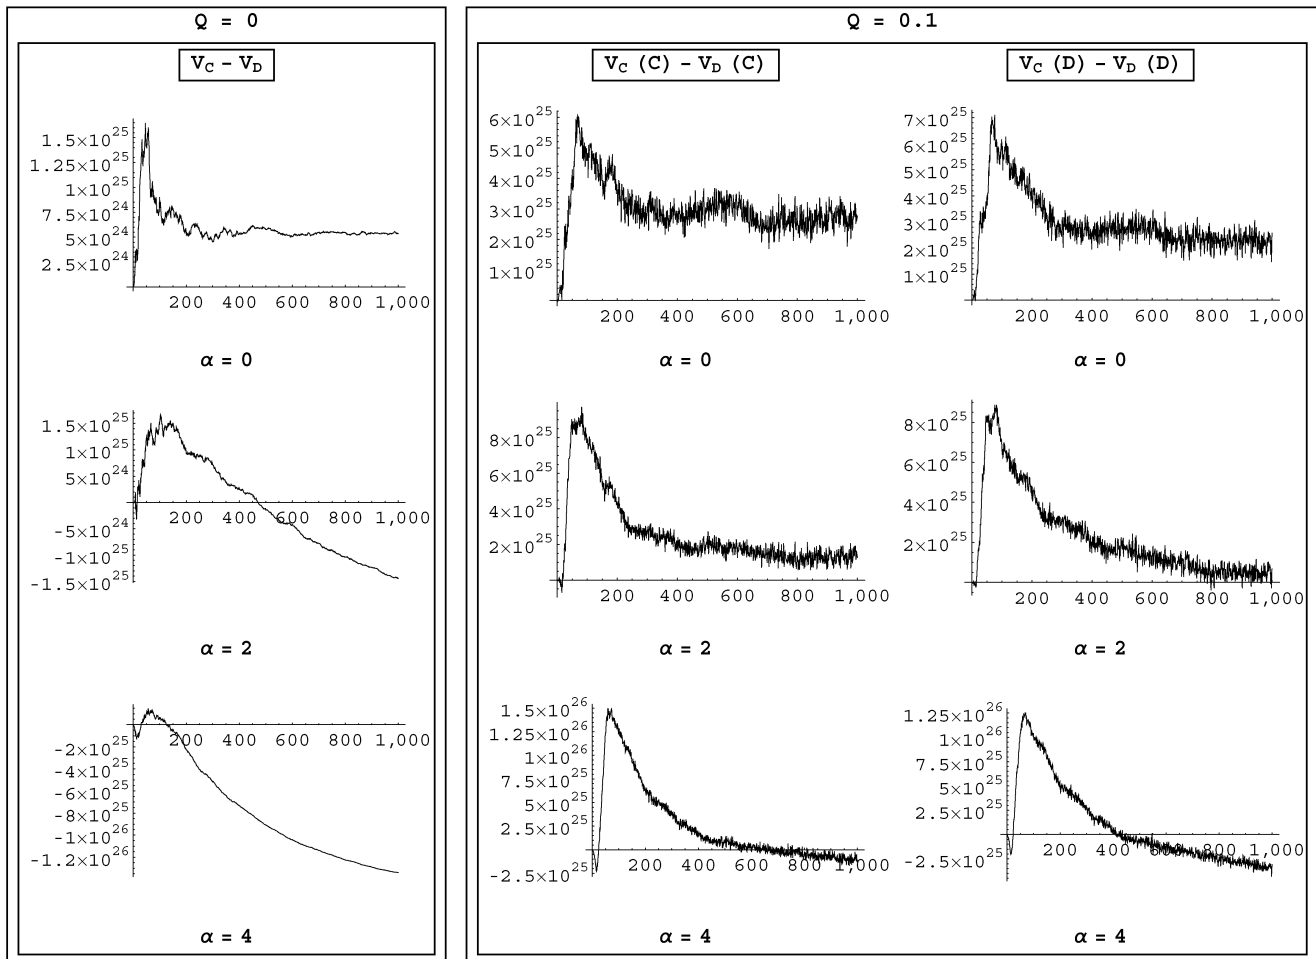 Q = 0
V_C – V_D
1.5×10^25
1.25×10^25
1×10^25
7.5×10^24
5×10^24
2.5×10^24
200 400 600 800 1,000
α = 0
1.5×10^25
1×10^25
5×10^24
200 400 600 800 1,000
-5×10^24
-1×10^25
-1.5×10^25
α = 2
200 400 600 800 1,000
-2×10^25
-4×10^25
-6×10^25
-8×10^25
-1×10^26
-1.2×10^26
α = 4
Q = 0.1
V_C (C) – V_D (C)
6×10^25
5×10^25
4×10^25
3×10^25
2×10^25
1×10^25
200 400 600 800 1,000
α = 0
V_C (D) – V_D (D)
7×10^25
6×10^25
5×10^25
4×10^25
3×10^25
2×10^25
1×10^25
200 400 600 800 1,000
α = 0
8×10^25
6×10^25
4×10^25
2×10^25
200 400 600 800 1,000
α = 2
8×10^25
6×10^25
4×10^25
2×10^25
200 400 600 800 1,000
α = 2
1.5×10^26
1.25×10^26
1×10^26
7.5×10^25
5×10^25
2.5×10^25
200 400 600 800 1,000
-2.5×10^25
α = 4
1.25×10^26
1×10^26
7.5×10^25
5×10^25
2.5×10^25
200 400 600 800 1,000
-2.5×10^25
α = 4